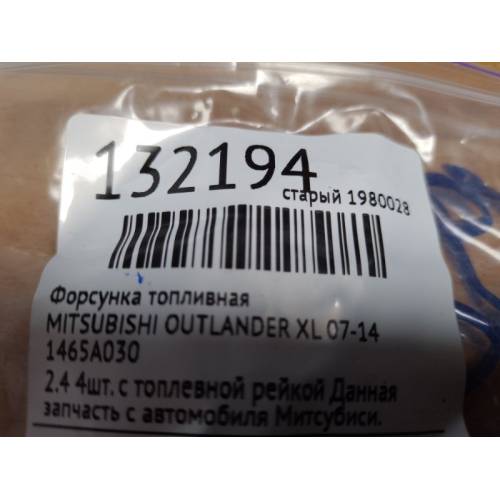 132194
старый 1980028
Форсунка топливная
MITSUBISHI OUTLANDER XL 07-14
1465A030
2.4 4шт. с топлевной рейкой Данная
запчасть с автомобиля Митсубиси.